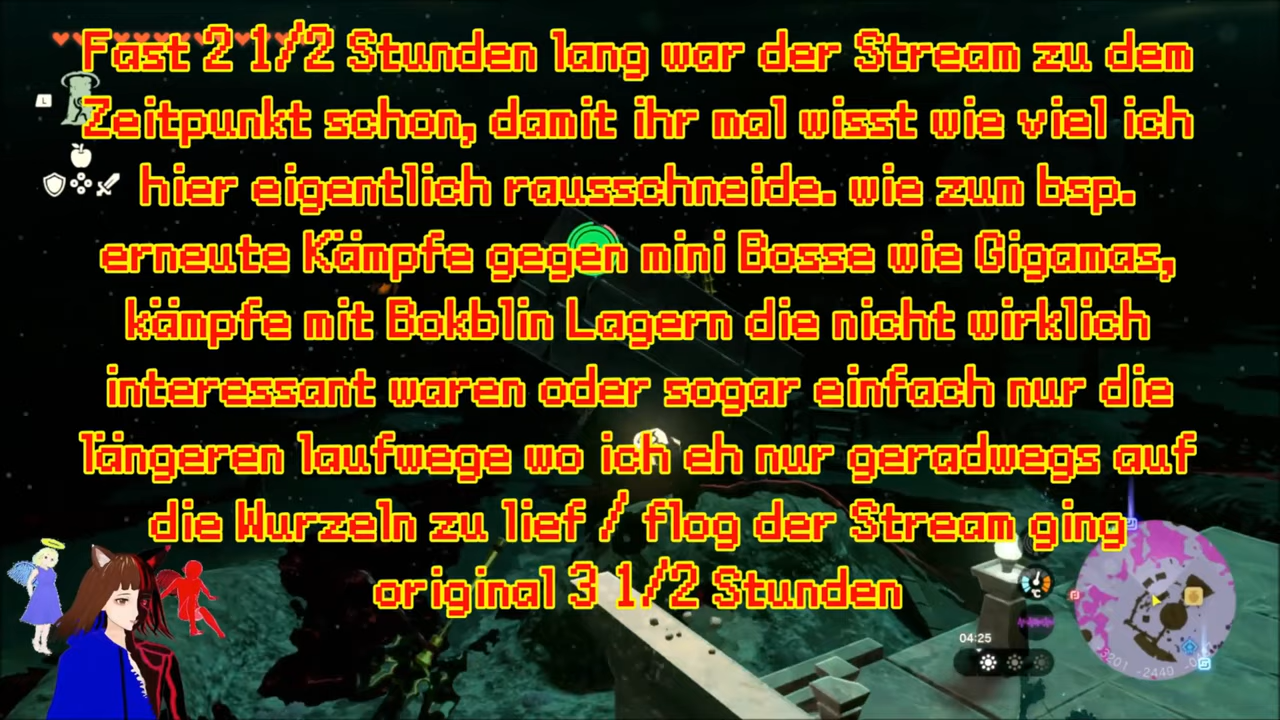 Fast 2 1/2 Stunden lang war der Stream zu dem
Zeitpunkt schon, damit ihr mal wisst wie viel ich
hier eigentlich rausschneide. wie zum bsp.
erneute Kämpfe gegen mini Bosse wie Gigamas,
kämpfe mit Bokblin Lagern die nicht wirklich
interessant waren oder sogar einfach nur die
längeren laufwege wo ich eh nur geradwegs auf
die Wurzeln zu lief / flog der Stream ging
original 3 1/2 Stunden
L
°C
04:25